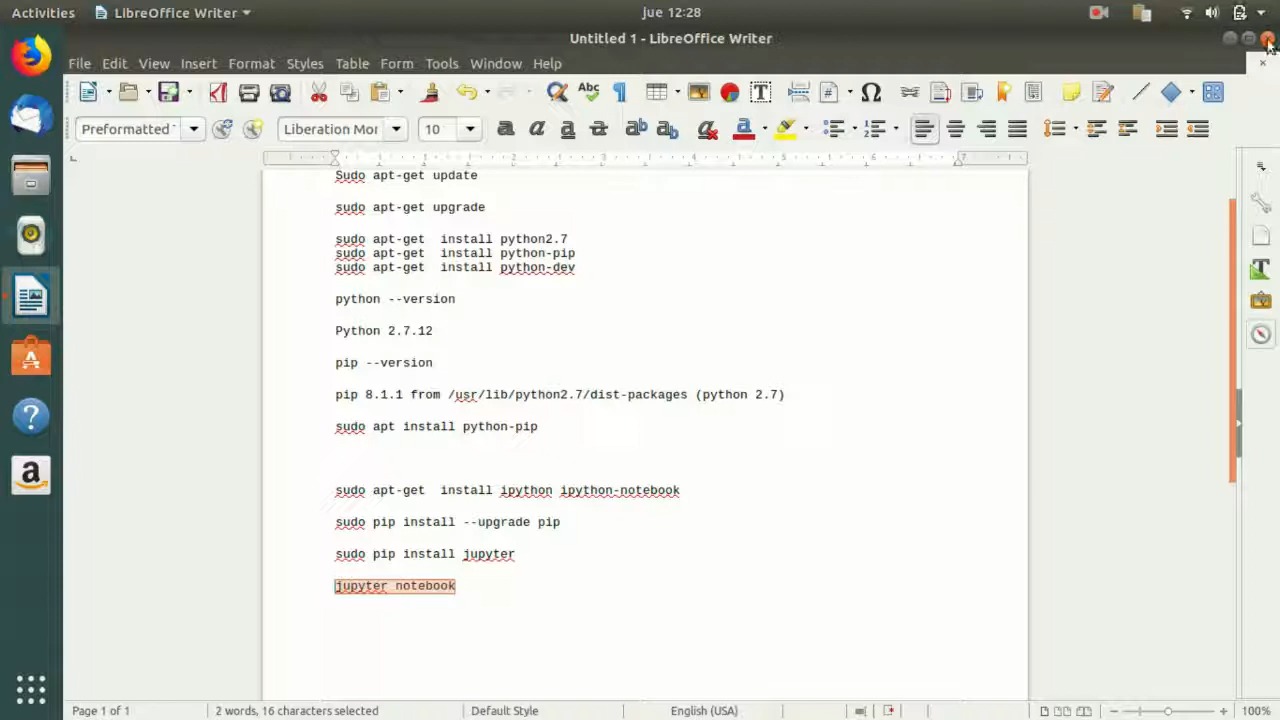 Activities LibreOffice Writer jue 12:28
Untitled 1 - LibreOffice Writer
File Edit View Insert Format Styles Table Form Tools Window Help
Preformatted Liberation Mor 10
Sudo apt-get update
sudo apt-get upgrade
sudo apt-get  install python2.7
sudo apt-get  install python-pip
sudo apt-get  install python-dev
python --version
Python 2.7.12
pip --version
pip 8.1.1 from /usr/lib/python2.7/dist-packages (python 2.7)
sudo apt install python-pip
sudo apt-get  install ipython ipython-notebook
sudo pip install --upgrade pip
sudo pip install jupyter
jupyter notebook
Page 1 of 1 2 words, 16 characters selected Default Style English (USA) 100%